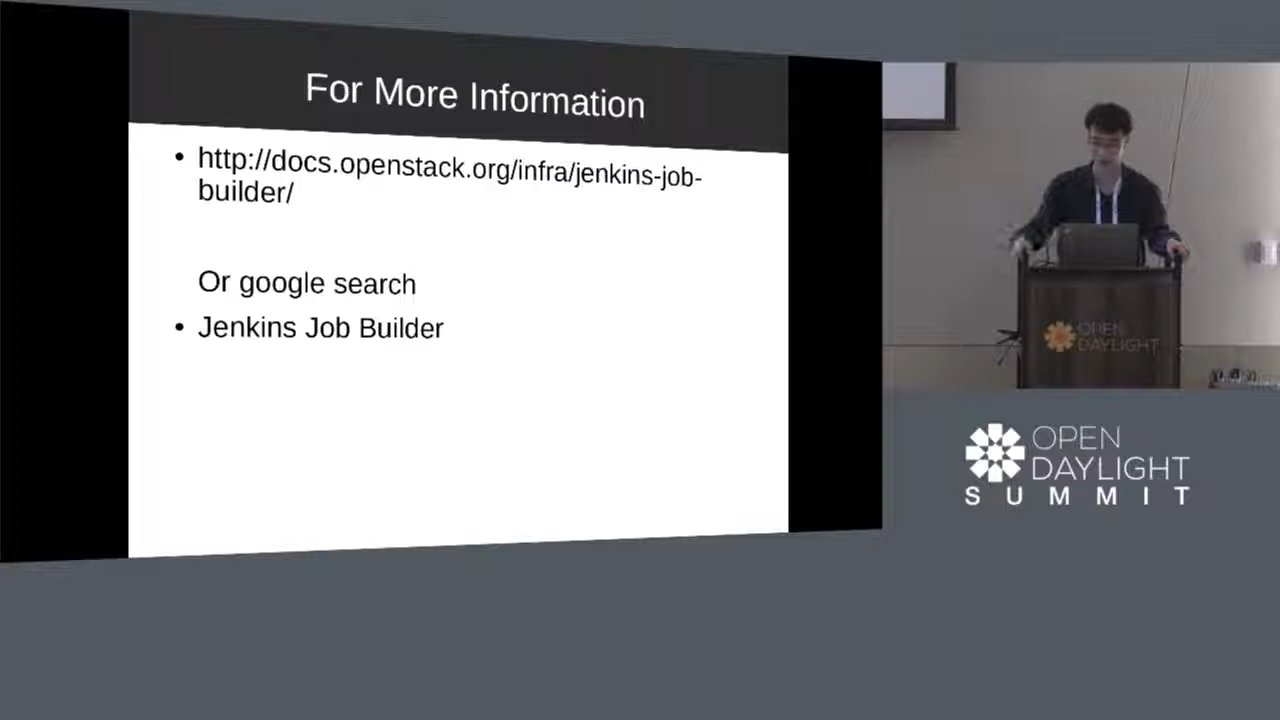 For More Information
• http://docs.openstack.org/infra/jenkins-job-
builder/
Or google search
• Jenkins Job Builder
OPEN
DAYLIGHT
OPEN
DAYLIGHT
SUMMIT